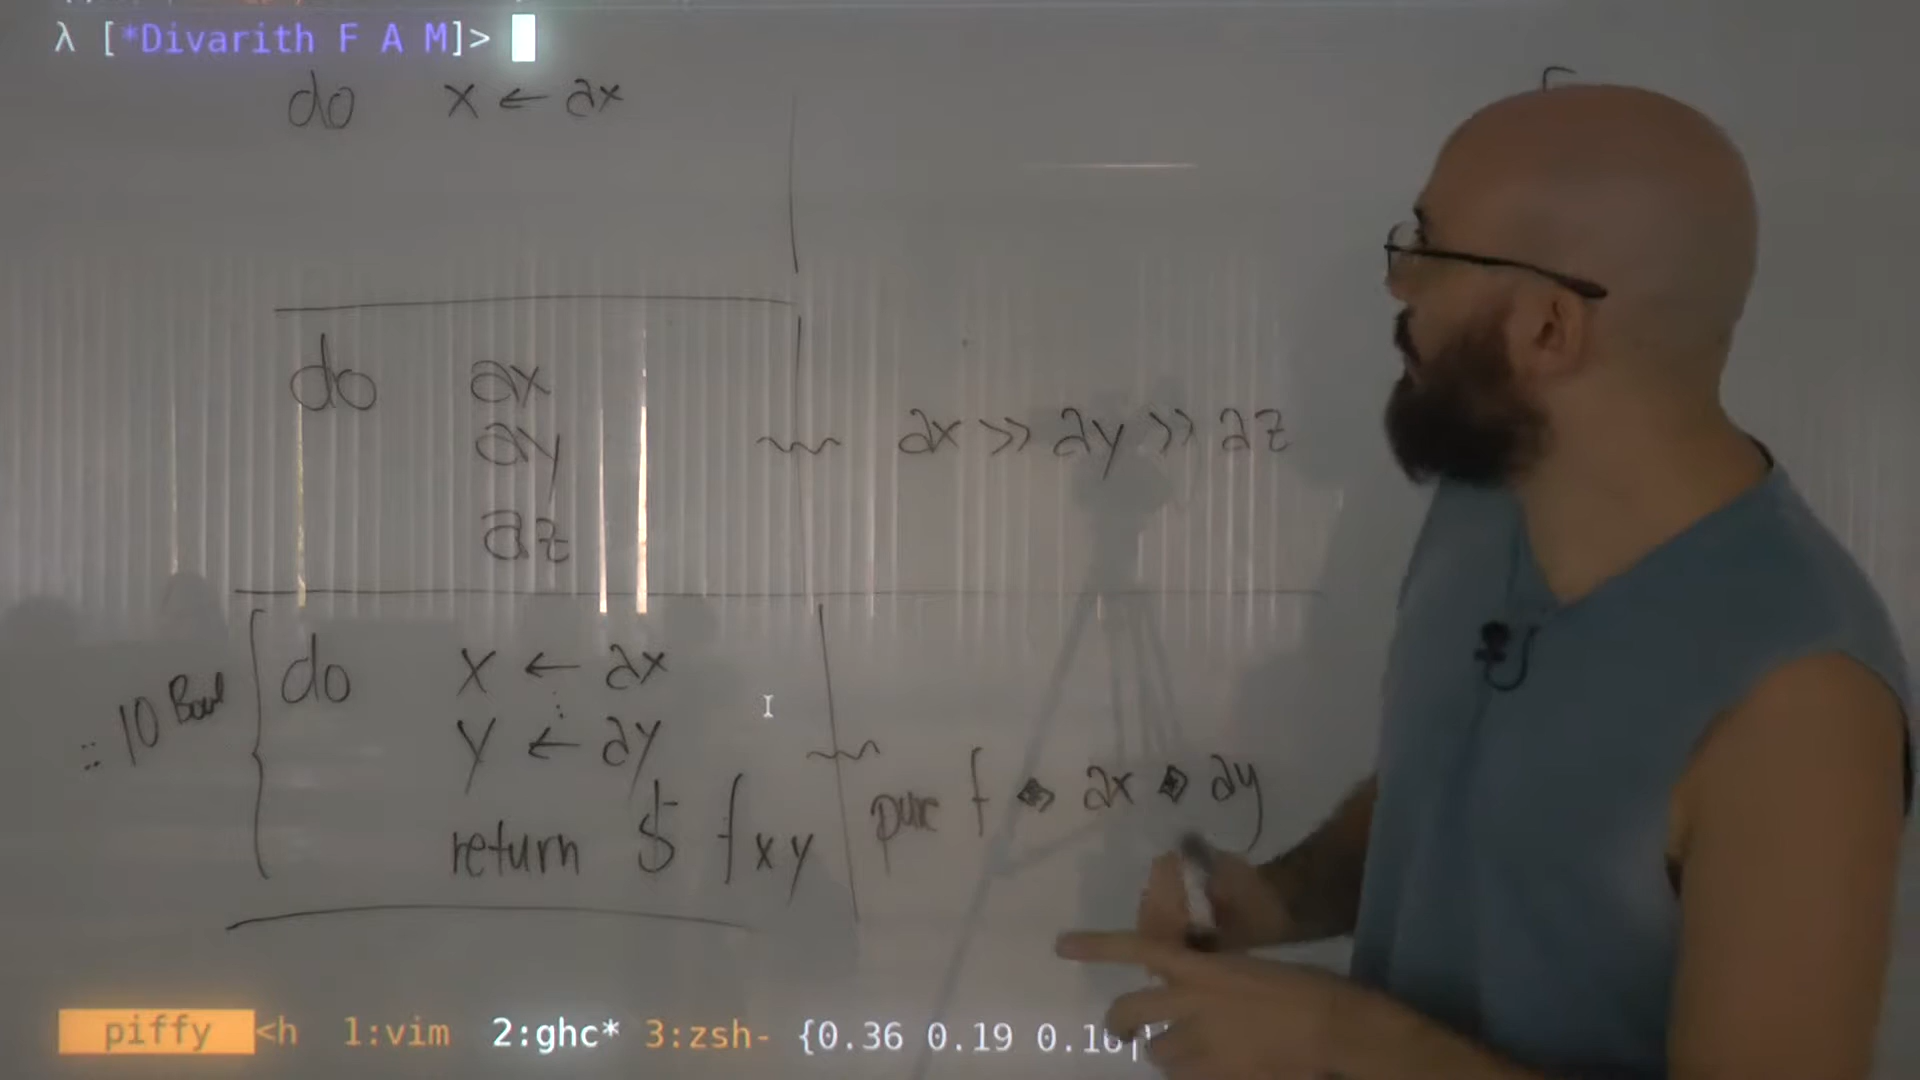 λ [*Divarith F A M]>
do x ← ax
do ax
ay
az
ax >> ay >> az
:: IO Bool
do x ← ax
y ← ay
return $ f x y
pure f <*> ax <*> ay
piffy <h 1:vim 2:ghc* 3:zsh- {0.36 0.19 0.16